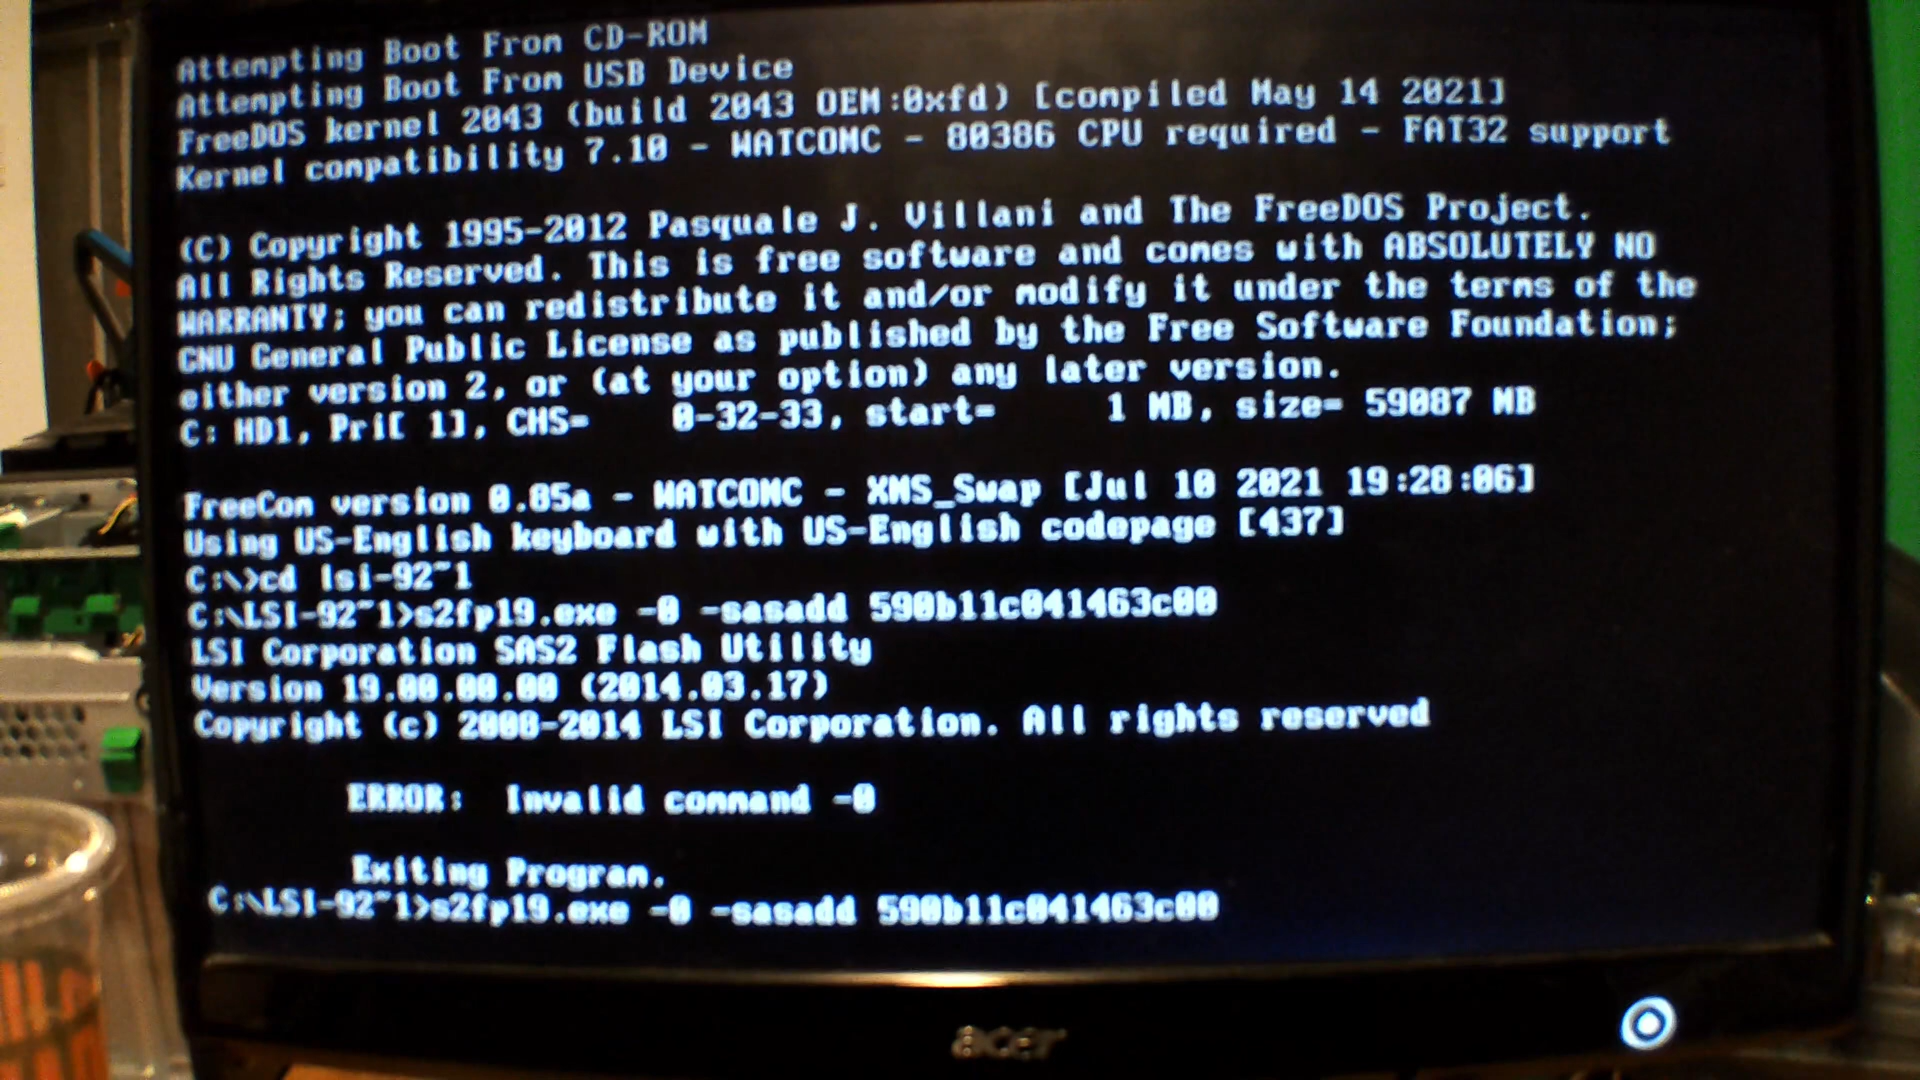 Attempting Boot From CD-ROM
Attempting Boot From USB Device
FreeDOS kernel 2043 (build 2043 OEM:0xfd) [compiled May 14 2021]
Kernel compatibility 7.10 - WATCOMC - 80386 CPU required - FAT32 support
(C) Copyright 1995-2012 Pasquale J. Villani and The FreeDOS Project.
All Rights Reserved. This is free software and comes with ABSOLUTELY NO
WARRANTY; you can redistribute it and/or modify it under the terms of the
GNU General Public License as published by the Free Software Foundation;
either version 2, or (at your option) any later version.
C: HD1, Pri[ 1], CHS=    0-32-33, start=      1 MB, size= 59087 MB
FreeCom version 0.85a - WATCOMC - XMS_Swap [Jul 10 2021 19:28:06]
Using US-English keyboard with US-English codepage [437]
C:\>cd lsi-92~1
C:\LSI-92~1>s2fp19.exe -0 -sasadd 590b11c041463c00
LSI Corporation SAS2 Flash Utility
Version 19.00.00.00 (2014.03.17)
Copyright (c) 2008-2014 LSI Corporation. All rights reserved
ERROR:  Invalid command -0
Exiting Program.
C:\LSI-92~1>s2fp19.exe -0 -sasadd 590b11c041463c00
acer